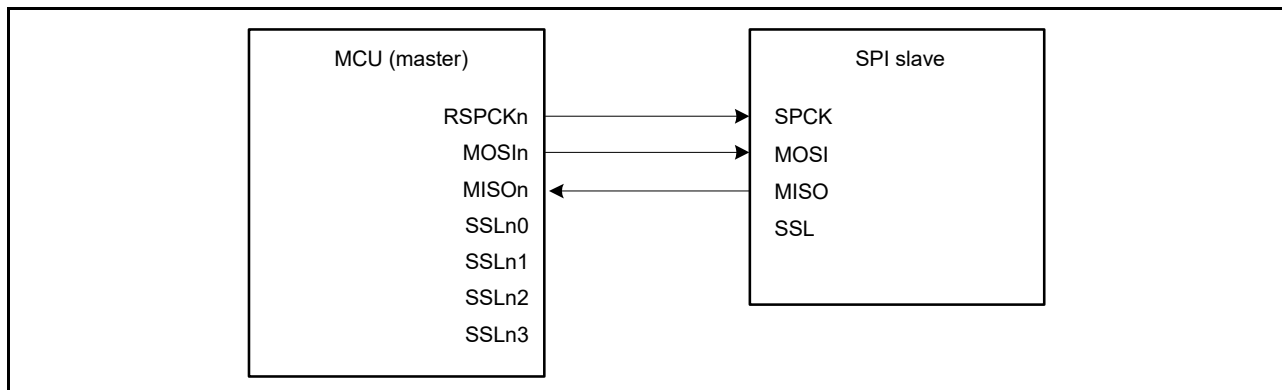 MCU (master)
RSPCKn
MOSIn
MISOn
SSLn0
SSLn1
SSLn2
SSLn3
SPI slave
SPCK
MOSI
MISO
SSL